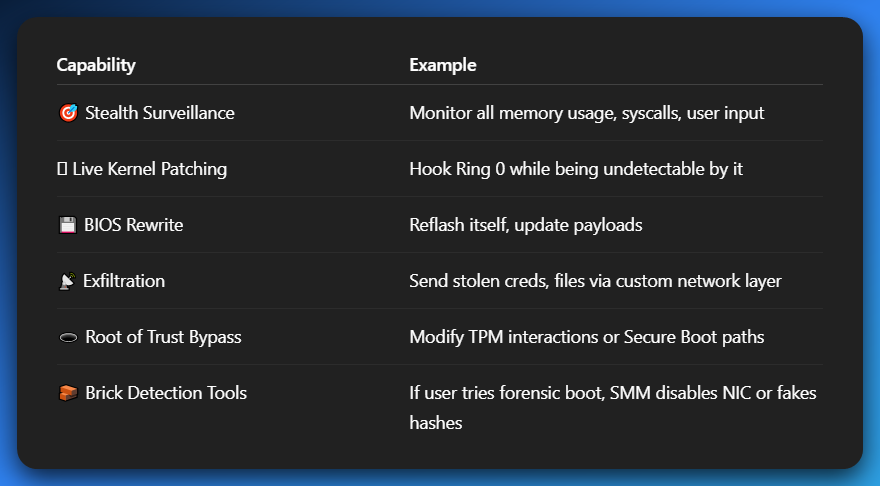 Capability Example
🎯 Stealth Surveillance Monitor all memory usage, syscalls, user input
Live Kernel Patching Hook Ring 0 while being undetectable by it
💾 BIOS Rewrite Reflash itself, update payloads
📡 Exfiltration Send stolen creds, files via custom network layer
🕳️ Root of Trust Bypass Modify TPM interactions or Secure Boot paths
🧱 Brick Detection Tools If user tries forensic boot, SMM disables NIC or fakes
hashes